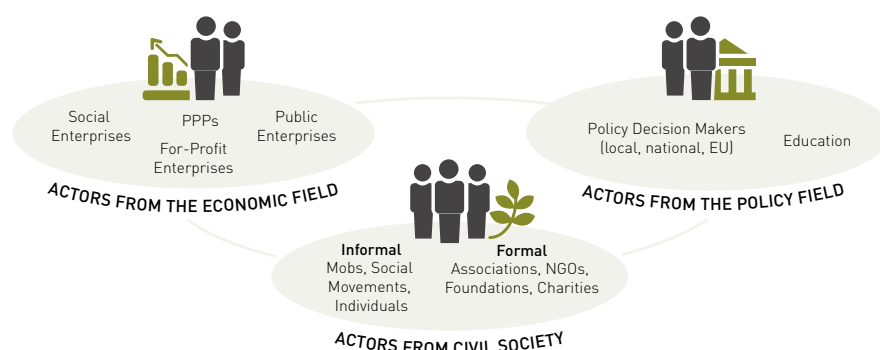 Social
Enterprises
PPPs
For-Profit
Enterprises
Public
Enterprises
ACTORS FROM THE ECONOMIC FIELD
Policy Decision Makers
(local, national, EU)
Education
ACTORS FROM THE POLICY FIELD
Informal
Mobs, Social
Movements,
Individuals
Formal
Associations, NGOs,
Foundations, Charities
ACTORS FROM CIVIL SOCIETY